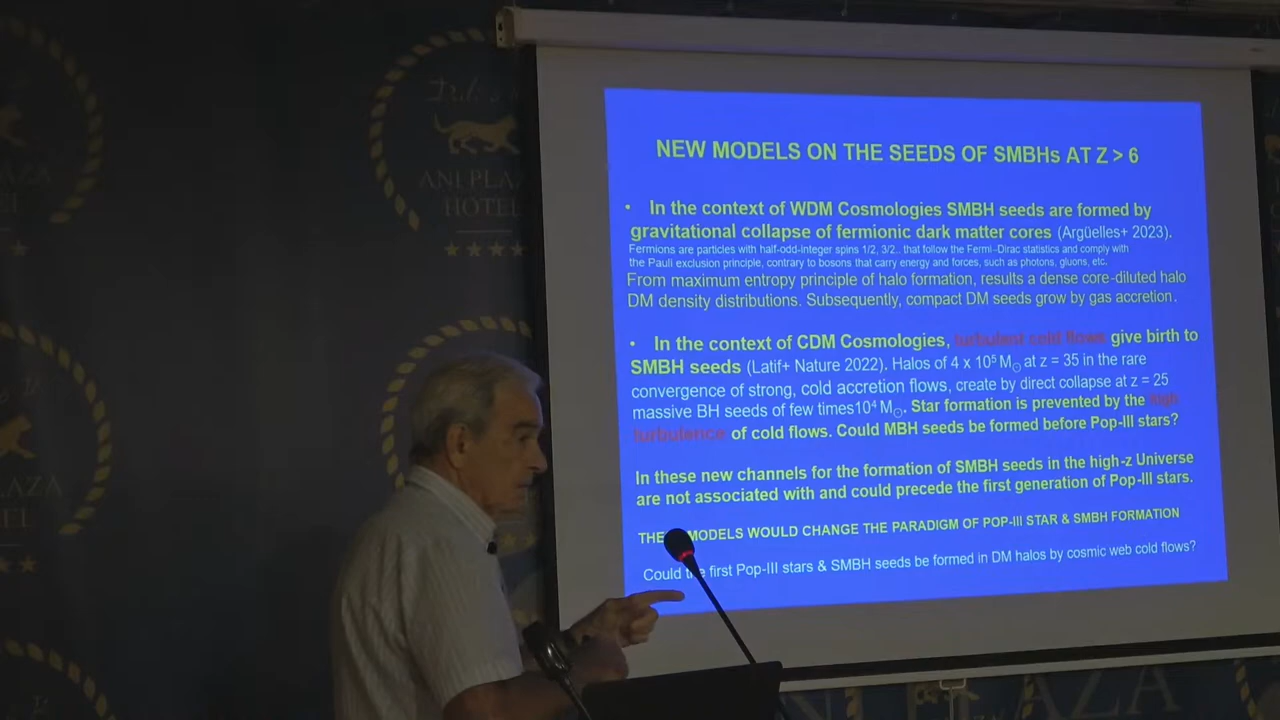 ANI PLAZA
HOTEL
NEW MODELS ON THE SEEDS OF SMBHs AT Z > 6
• In the context of WDM Cosmologies SMBH seeds are formed by
gravitational collapse of fermionic dark matter cores (Argüelles+ 2023).
Fermions are particles with half-odd-integer spins 1/2, 3/2.. that follow the Fermi–Dirac statistics and comply with
the Pauli exclusion principle, contrary to bosons that carry energy and forces, such as photons, gluons, etc.
From maximum entropy principle of halo formation, results a dense core-diluted halo
DM density distributions. Subsequently, compact DM seeds grow by gas accretion.
• In the context of CDM Cosmologies, turbulent cold flows give birth to
SMBH seeds (Latif+ Nature 2022). Halos of 4 x 10⁵ M☉ at z = 35 in the rare
convergence of strong, cold accretion flows, create by direct collapse at z = 25
massive BH seeds of few times10⁴ M☉. Star formation is prevented by the high
turbulence of cold flows. Could MBH seeds be formed before Pop-III stars?
In these new channels for the formation of SMBH seeds in the high-z Universe
are not associated with and could precede the first generation of Pop-III stars.
MODELS WOULD CHANGE THE PARADIGM OF POP-III STAR & SMBH FORMATION
Could the first Pop-III stars & SMBH seeds be formed in DM halos by cosmic web cold flows?